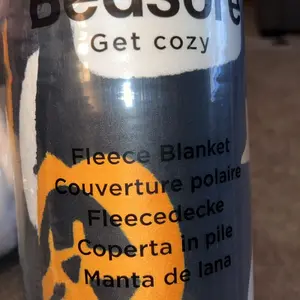 Bedsure
Get cozy
Fleece Blanket
Couverture polaire
Fleecedecke
Coperta in pile
Manta de lana